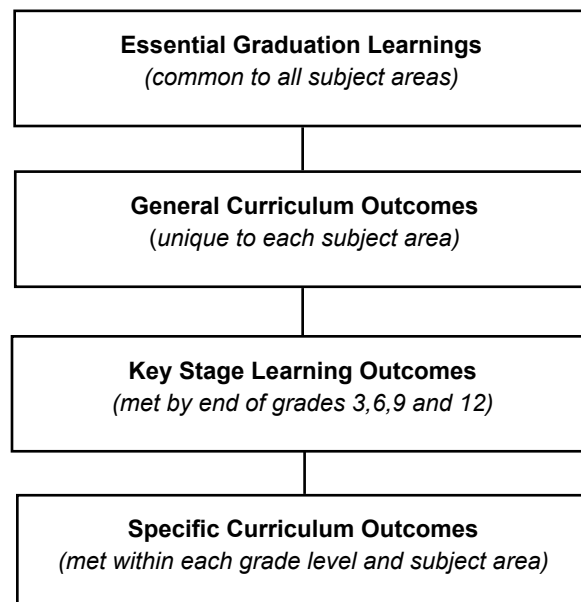 Essential Graduation Learnings
(common to all subject areas)
General Curriculum Outcomes
(unique to each subject area)
Key Stage Learning Outcomes
(met by end of grades 3,6,9 and 12)
Specific Curriculum Outcomes
(met within each grade level and subject area)